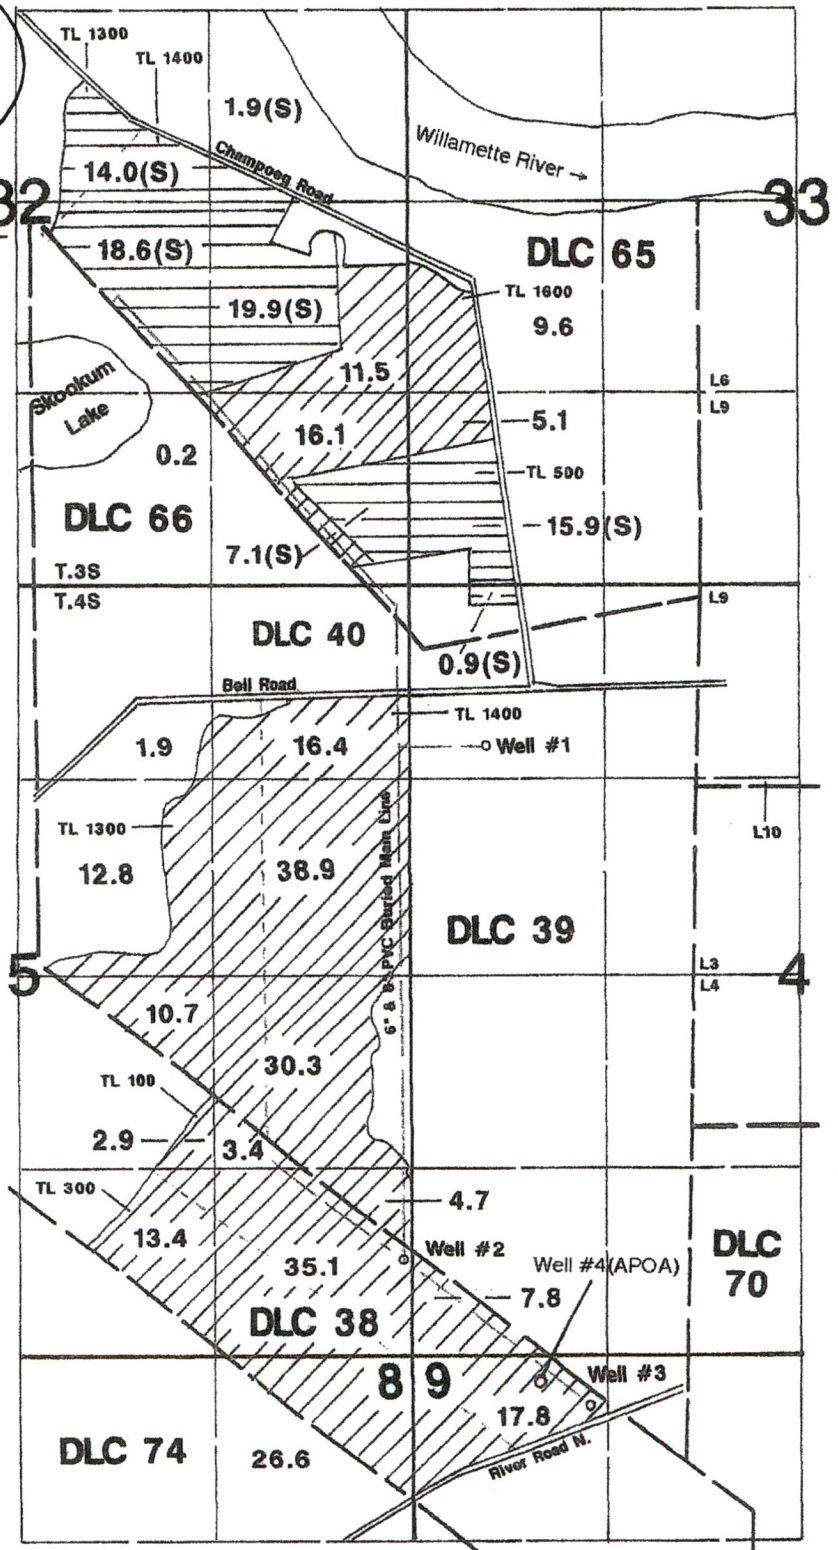 TL 1300
TL 1400
1.9(S)
Willamette River →
Champoeg Road
14.0(S)
32
33
18.6(S)
DLC 65
TL 1600
19.9(S)
9.6
11.5
L6
L9
Skookum
Lake
5.1
16.1
0.2
TL 500
DLC 66
15.9(S)
7.1(S)
T.3S
T.4S
L9
DLC 40
0.9(S)
Bell Road
TL 1400
1.9
16.4
Well #1
TL 1300
L10
12.8
38.9
6" & 8" PVC Buried Main Line
DLC 39
L3
5
4
L4
10.7
30.3
TL 100
2.9
3.4
TL 300
4.7
13.4
Well #2
DLC
70
35.1
Well #4(APOA)
7.8
DLC 38
8 9
Well #3
17.8
DLC 74
26.6
River Road N.